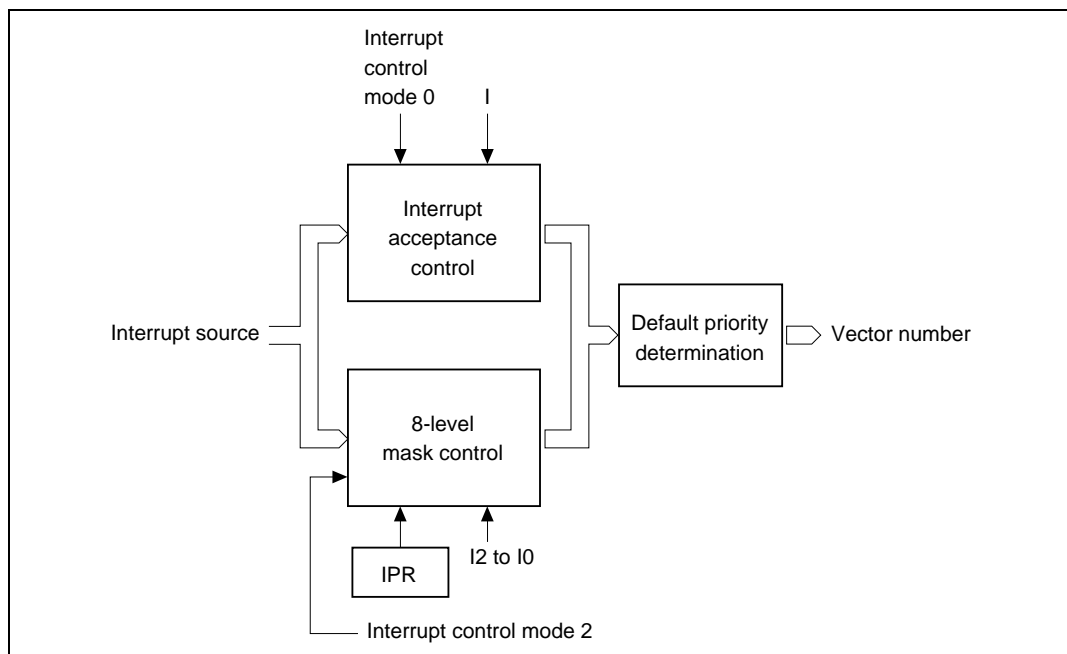 Interrupt
control
mode 0
I
Interrupt
acceptance
control
Interrupt source
Default priority
determination
Vector number
8-level
mask control
I2 to I0
IPR
Interrupt control mode 2